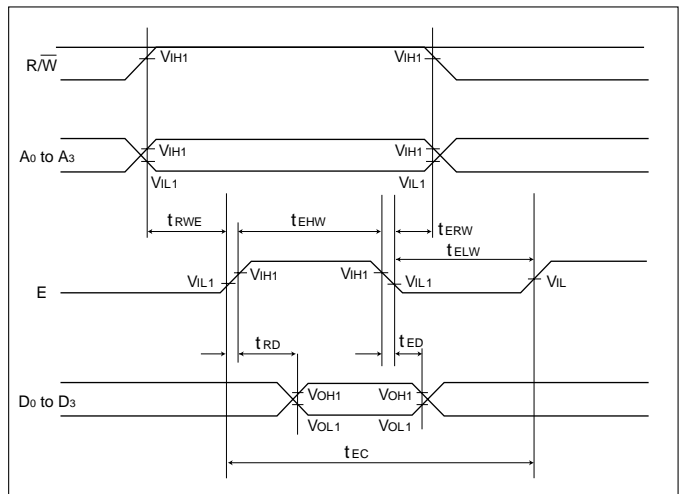 R/W̅ VIH1 VIH1
A0 to A3 VIH1 VIH1
VIL1 VIL1
tRWE tEHW tERW
tELW
E VIL1 VIH1 VIH1 VIL1 VIL
tRD tED
D0 to D3 VOH1 VOH1
VOL1 VOL1
tEC